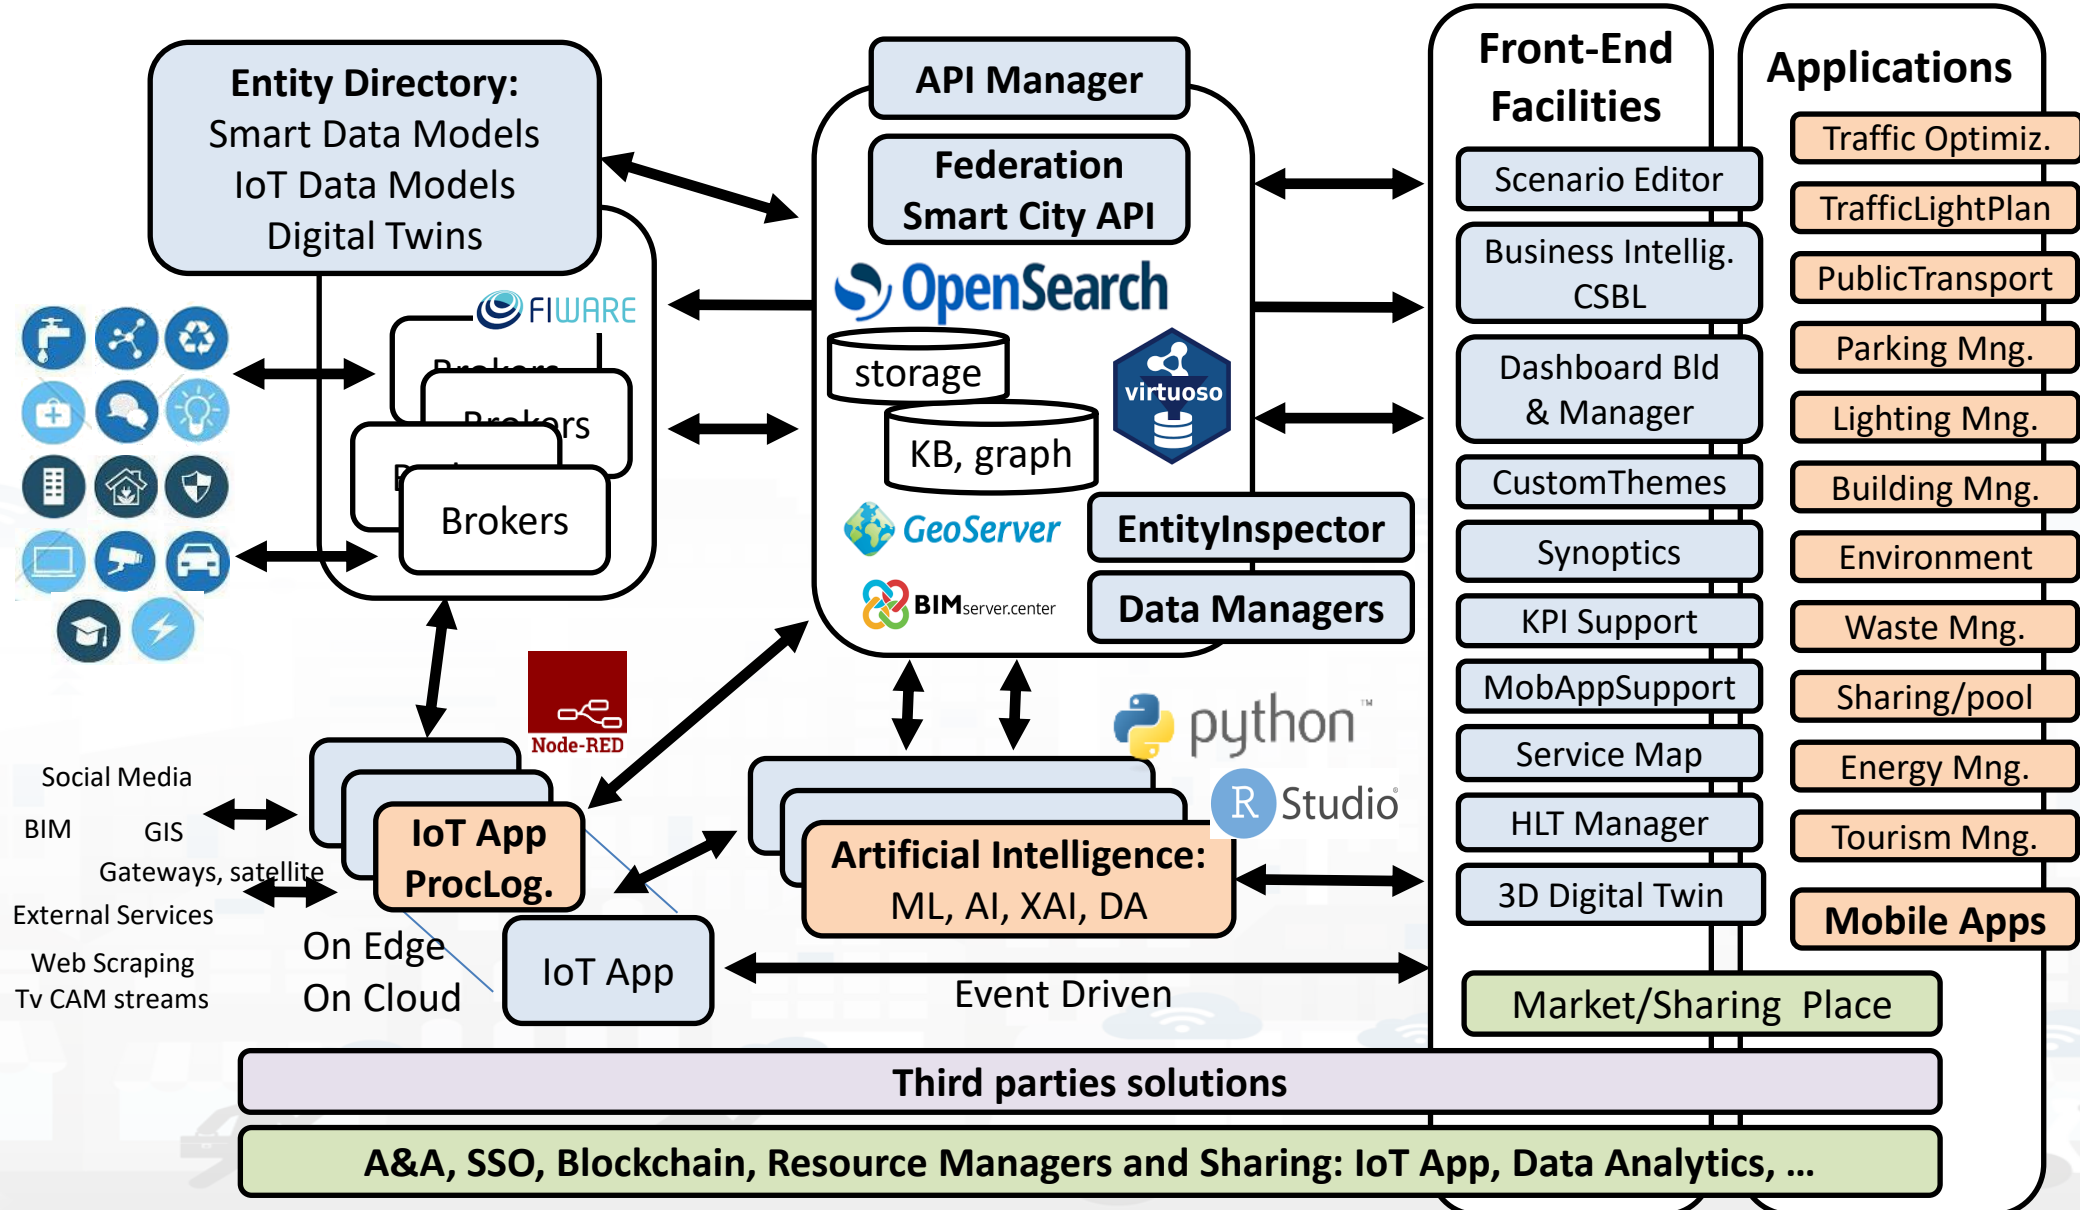 Entity Directory:
Smart Data Models
IoT Data Models
Digital Twins
FIWARE
Brokers
Brokers
Brokers
API Manager
Federation
Smart City API
OpenSearch
storage
virtuoso
KB, graph
GeoServer
EntityInspector
BIMserver.center
Data Managers
Node-RED
python™
R Studio®
Social Media
BIM
GIS
Gateways, satellite
External Services
Web Scraping
Tv CAM streams
IoT App
ProcLog.
On Edge
On Cloud
IoT App
Artificial Intelligence:
ML, AI, XAI, DA
Event Driven
Front-End
Facilities
Scenario Editor
Business Intellig.
CSBL
Dashboard Bld
& Manager
CustomThemes
Synoptics
KPI Support
MobAppSupport
Service Map
HLT Manager
3D Digital Twin
Applications
Traffic Optimiz.
TrafficLightPlan
PublicTransport
Parking Mng.
Lighting Mng.
Building Mng.
Environment
Waste Mng.
Sharing/pool
Energy Mng.
Tourism Mng.
Mobile Apps
Market/Sharing Place
Third parties solutions
A&A, SSO, Blockchain, Resource Managers and Sharing: IoT App, Data Analytics, ...